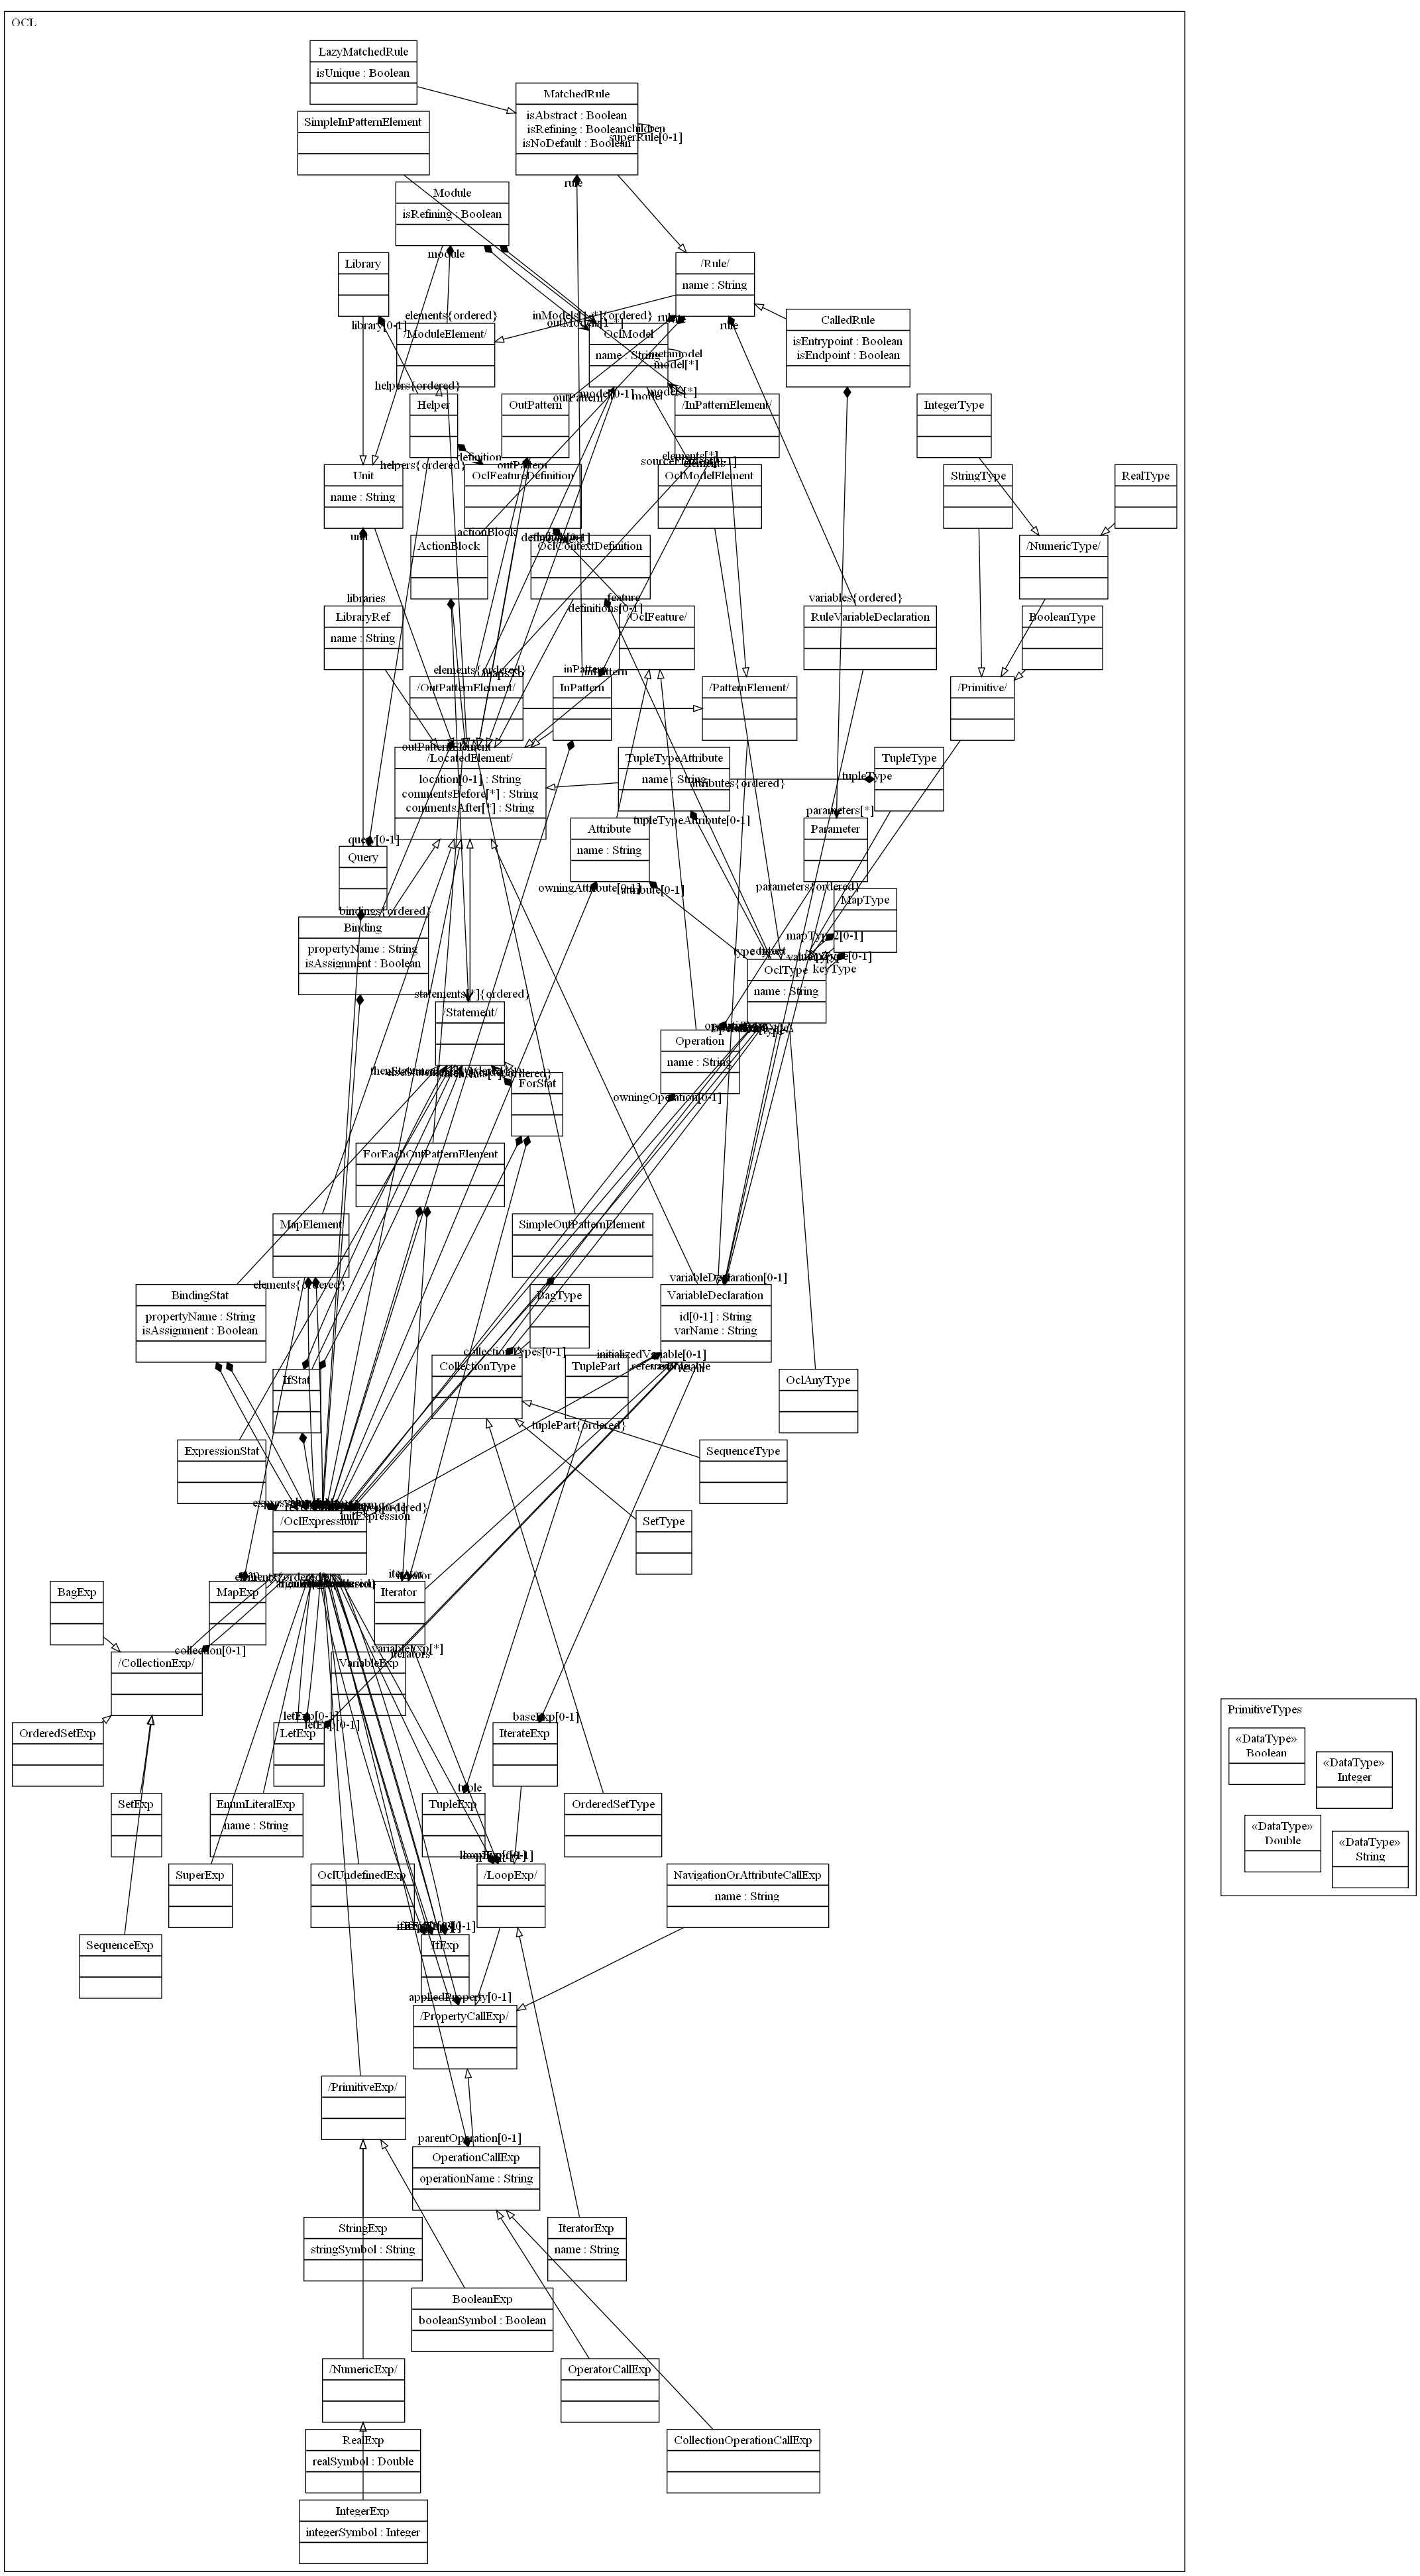 OCL
LazyMatchedRule
isUnique : Boolean
MatchedRule
isAbstract : Boolean
isRefining : Boolean
isNoDefault : Boolean
children
superRule[0-1]
SimpleInPatternElement
rule
Module
isRefining : Boolean
module
Library
library[0-1]
/Rule/
name : String
rule
CalledRule
isEntrypoint : Boolean
isEndpoint : Boolean
elements{ordered}
/ModuleElement/
OclModel
name : String
metamodel
model[*]
model[0-1]
model
helpers{ordered}
Helper
OutPattern
outPattern
/InPatternElement/
IntegerType
definition
helpers{ordered}
outPattern
elements[*]
Unit
name : String
unit
OclFeatureDefinition
OclModelElement
StringType
RealType
actionBlock
ActionBlock
OclContextDefinition
/NumericType/
libraries
LibraryRef
name : String
feature
definitions[0-1]
/OclFeature/
variables{ordered}
RuleVariableDeclaration
BooleanType
elements{ordered}
/OutPatternElement/
inPattern
InPattern
/PatternElement/
/Primitive/
outPatternElement
/LocatedElement/
location[0-1] : String
commentsBefore[*] : String
commentsAfter[*] : String
TupleTypeAttribute
name : String
attributes{ordered}
tupleType
TupleType
tupleTypeAttribute[0-1]
parameters[*]
Parameter
parameters{ordered}
Attribute
name : String
owningAttribute[0-1]
attribute[0-1]
query[0-1]
Query
MapType
mapType2[0-1]
keyType
bindings{ordered}
Binding
propertyName : String
isAssignment : Boolean
OclType
name : String
statements[*]{ordered}
/Statement/
Operation
name : String
owningOperation[0-1]
ForStat
ForEachOutPatternElement
MapElement
elements{ordered}
SimpleOutPatternElement
BindingStat
propertyName : String
isAssignment : Boolean
BagType
variableDeclaration[0-1]
VariableDeclaration
id[0-1] : String
varName : String
initializedVariable[0-1]
result
IfStat
collectionTypes[0-1]
CollectionType
TuplePart
tuplePart{ordered}
OclAnyType
ExpressionStat
SequenceType
initExpression
/OclExpression/
SetType
BagExp
MapExp
iterator
Iterator
collection[0-1]
/CollectionExp/
variableExp[*]
iterators
VariableExp
OrderedSetExp
letExp[0-1]
letExp[0-1]
LetExp
baseExp[0-1]
IterateExp
SetExp
EnumLiteralExp
name : String
tuple
TupleExp
OrderedSetType
SuperExp
OclUndefinedExp
/LoopExp/
NavigationOrAttributeCallExp
name : String
SequenceExp
IfExp
appliedProperty[0-1]
/PropertyCallExp/
/PrimitiveExp/
parentOperation[0-1]
OperationCallExp
operationName : String
StringExp
stringSymbol : String
IteratorExp
name : String
BooleanExp
booleanSymbol : Boolean
/NumericExp/
OperatorCallExp
RealExp
realSymbol : Double
CollectionOperationCallExp
IntegerExp
integerSymbol : Integer
PrimitiveTypes
«DataType»
Boolean
«DataType»
Integer
«DataType»
Double
«DataType»
String